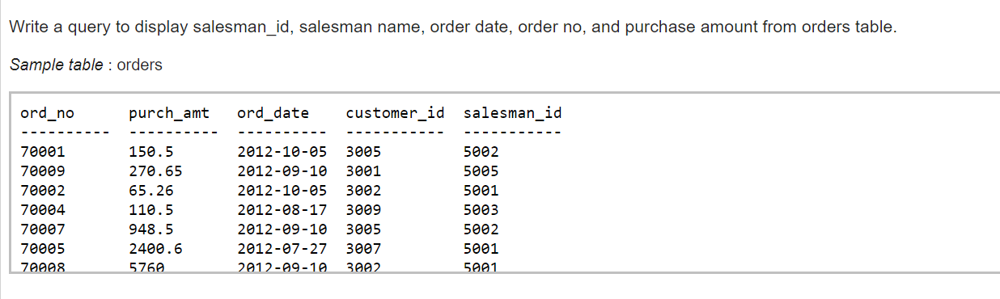 Write a query to display salesman_id, salesman name, order date, order no, and purchase amount from orders table.
Sample table : orders
ord_no purch_amt ord_date customer_id salesman_id
---------- ---------- ---------- ----------- -----------
70001 150.5 2012-10-05 3005 5002
70009 270.65 2012-09-10 3001 5005
70002 65.26 2012-10-05 3002 5001
70004 110.5 2012-08-17 3009 5003
70007 948.5 2012-09-10 3005 5002
70005 2400.6 2012-07-27 3007 5001
70008 5760 2012-09-10 3002 5001